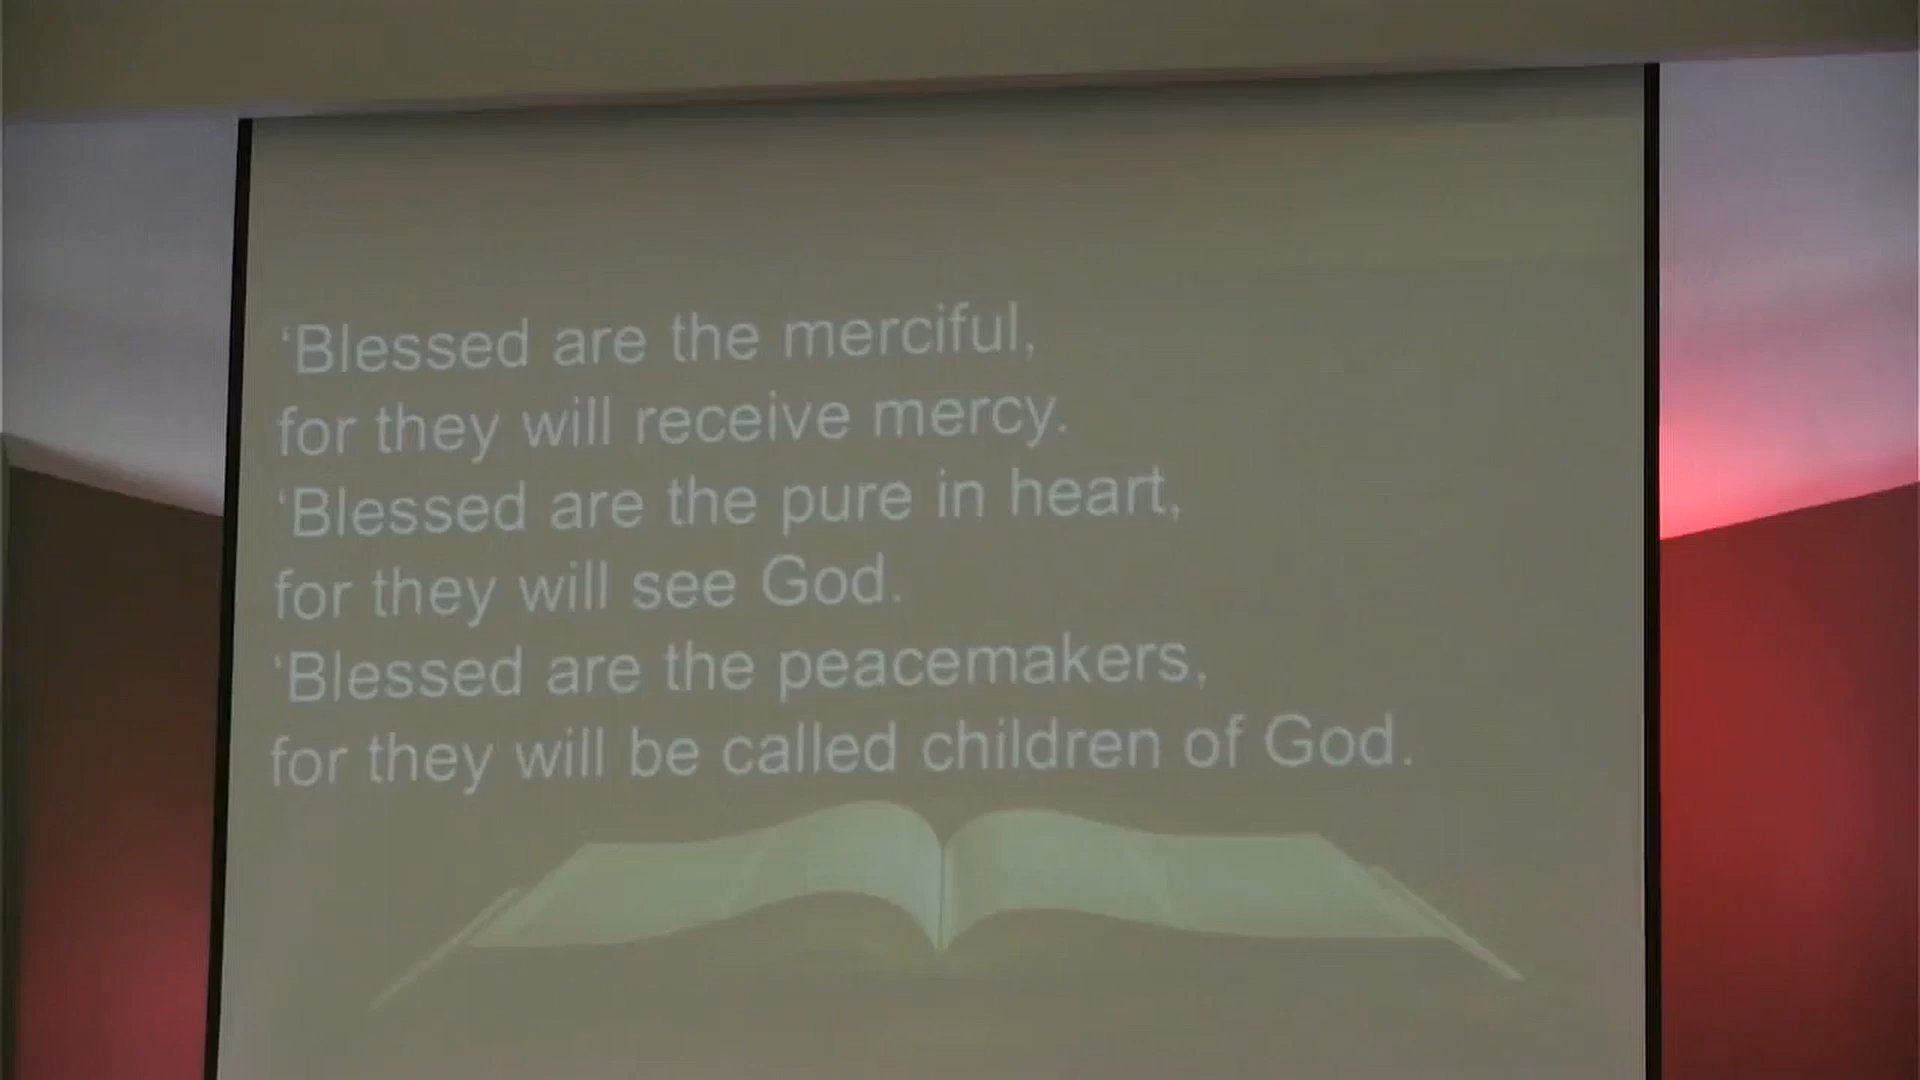 ‘Blessed are the merciful,
for they will receive mercy.
‘Blessed are the pure in heart,
for they will see God.
‘Blessed are the peacemakers,
for they will be called children of God.